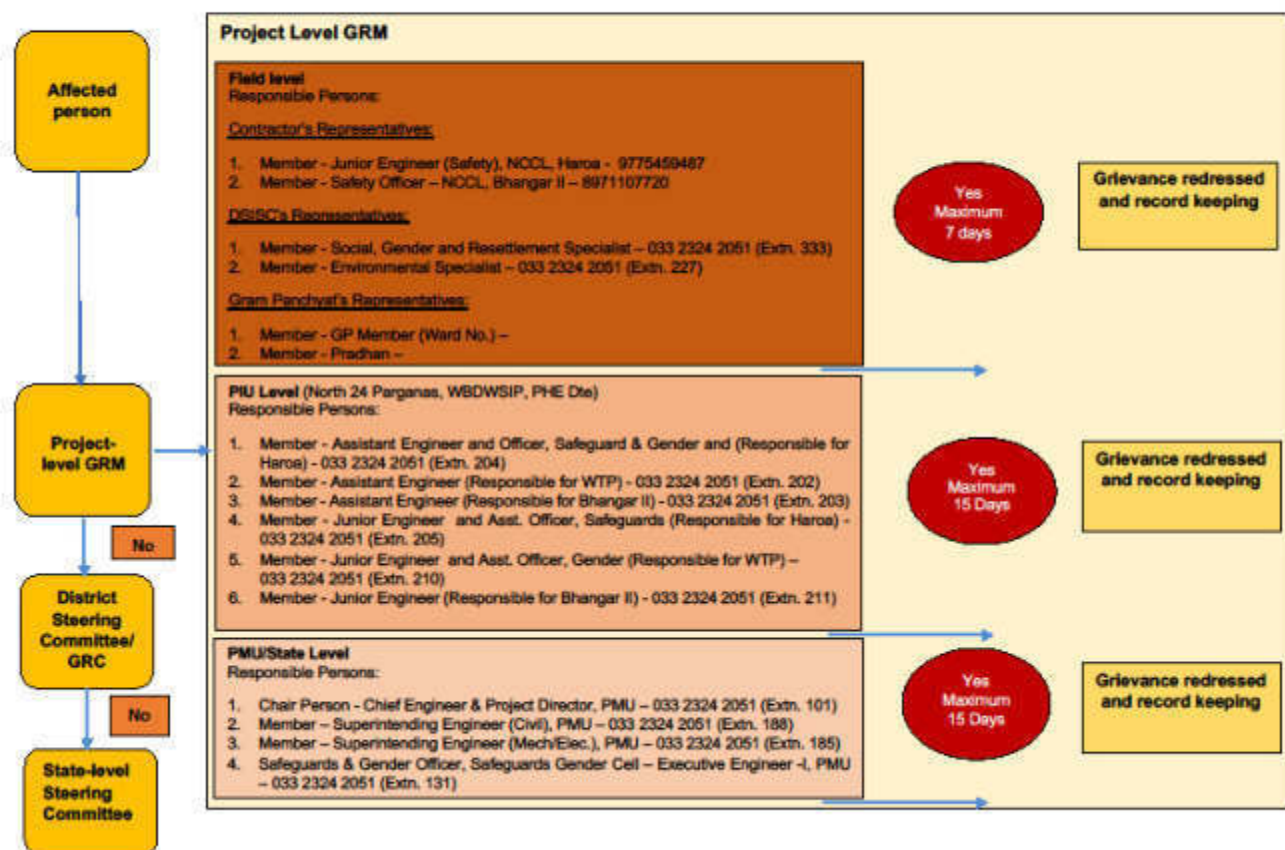 Affected
person
Project-
level GRM
No
District
Steering
Committee/
GRC
No
State-level
Steering
Committee
Project Level GRM
Field level
Responsible Persons:
Contractor's Representatives:
1. Member - Junior Engineer (Safety), NCCL, Haroa - 9775459487
2. Member - Safety Officer – NCCL, Bhangar II – 8971107720
DSISC's Representatives:
1. Member - Social, Gender and Resettlement Specialist – 033 2324 2051 (Extn. 333)
2. Member - Environmental Specialist – 033 2324 2051 (Extn. 227)
Gram Panchyat's Representatives:
1. Member - GP Member (Ward No.) –
2. Member - Pradhan –
Yes
Maximum
7 days
Grievance redressed
and record keeping
PIU Level (North 24 Parganas, WBDWSIP, PHE Dte)
Responsible Persons:
1. Member - Assistant Engineer and Officer, Safeguard & Gender and (Responsible for
Haroa) - 033 2324 2051 (Extn. 204)
2. Member - Assistant Engineer (Responsible for WTP) - 033 2324 2051 (Extn. 202)
3. Member - Assistant Engineer (Responsible for Bhangar II) - 033 2324 2051 (Extn. 203)
4. Member - Junior Engineer and Asst. Officer, Safeguards (Responsible for Haroa) -
033 2324 2051 (Extn. 205)
5. Member - Junior Engineer and Asst. Officer, Gender (Responsible for WTP) –
033 2324 2051 (Extn. 210)
6. Member - Junior Engineer (Responsible for Bhangar II) - 033 2324 2051 (Extn. 211)
Yes
Maximum
15 Days
Grievance redressed
and record keeping
PMU/State Level
Responsible Persons:
1. Chair Person - Chief Engineer & Project Director, PMU - 033 2324 2051 (Extn. 101)
2. Member – Superintending Engineer (Civil), PMU – 033 2324 2051 (Extn. 188)
3. Member – Superintending Engineer (Mech/Elec.), PMU – 033 2324 2051 (Extn. 185)
4. Safeguards & Gender Officer, Safeguards Gender Cell – Executive Engineer -I, PMU
– 033 2324 2051 (Extn. 131)
Yes
Maximum
15 Days
Grievance redressed
and record keeping